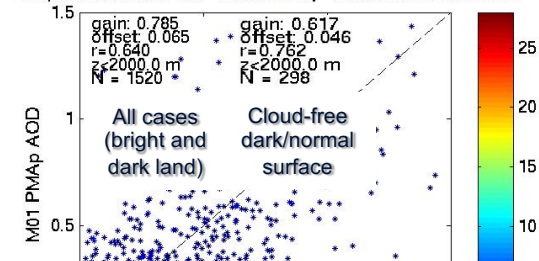 1.5
gain: 0.785
offset: 0.065
r=0.640
z<2000.0 m
N = 1520
gain: 0.617
offset: 0.046
r=0.762
z<2000.0 m
N = 298
All cases
(bright and
dark land)
Cloud-free
dark/normal
surface
M01 PMAp AOD
1
0.5
25
20
15
10